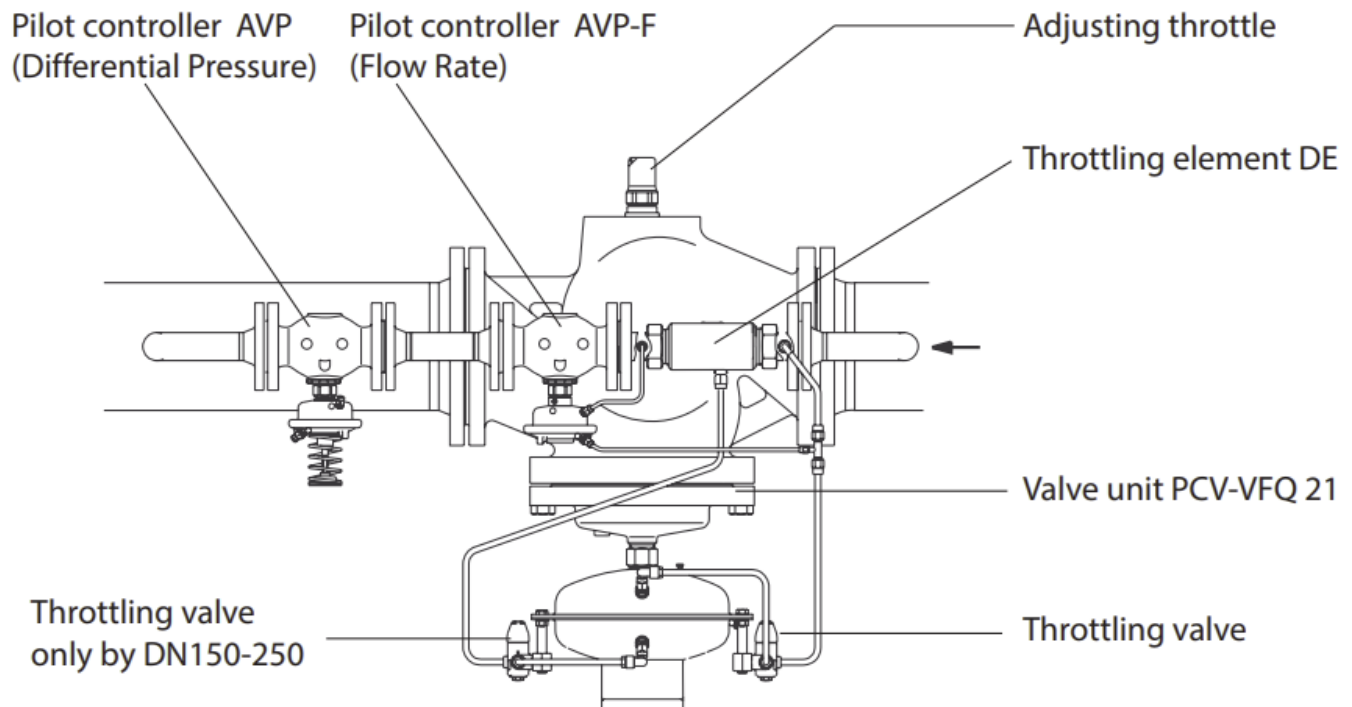 Pilot controller AVP
(Differential Pressure)
Pilot controller AVP-F
(Flow Rate)
Adjusting throttle
Throttling element DE
Valve unit PCV-VFQ 21
Throttling valve
only by DN150-250
Throttling valve